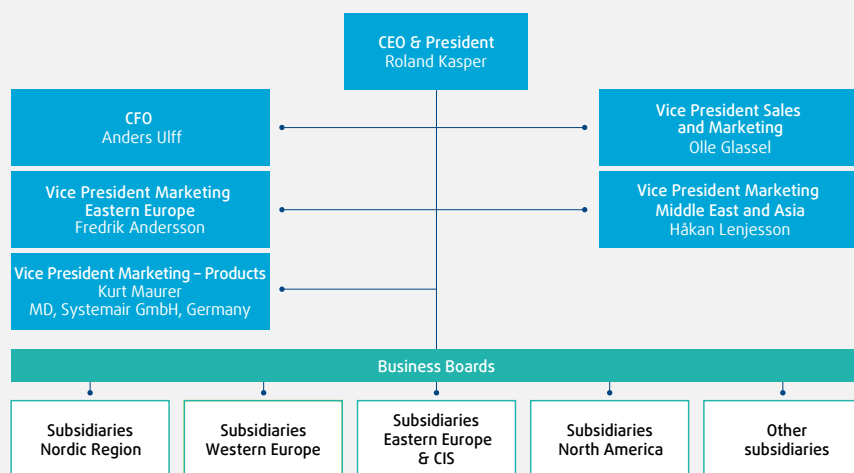 CEO & President
Roland Kasper
CFO
Anders Ulff
Vice President Sales
and Marketing
Olle Glassel
Vice President Marketing
Eastern Europe
Fredrik Andersson
Vice President Marketing
Middle East and Asia
Håkan Lenjesson
Vice President Marketing – Products
Kurt Maurer
MD, Systemair GmbH, Germany
Business Boards
Subsidiaries
Nordic Region
Subsidiaries
Western Europe
Subsidiaries
Eastern Europe
& CIS
Subsidiaries
North America
Other
subsidiaries